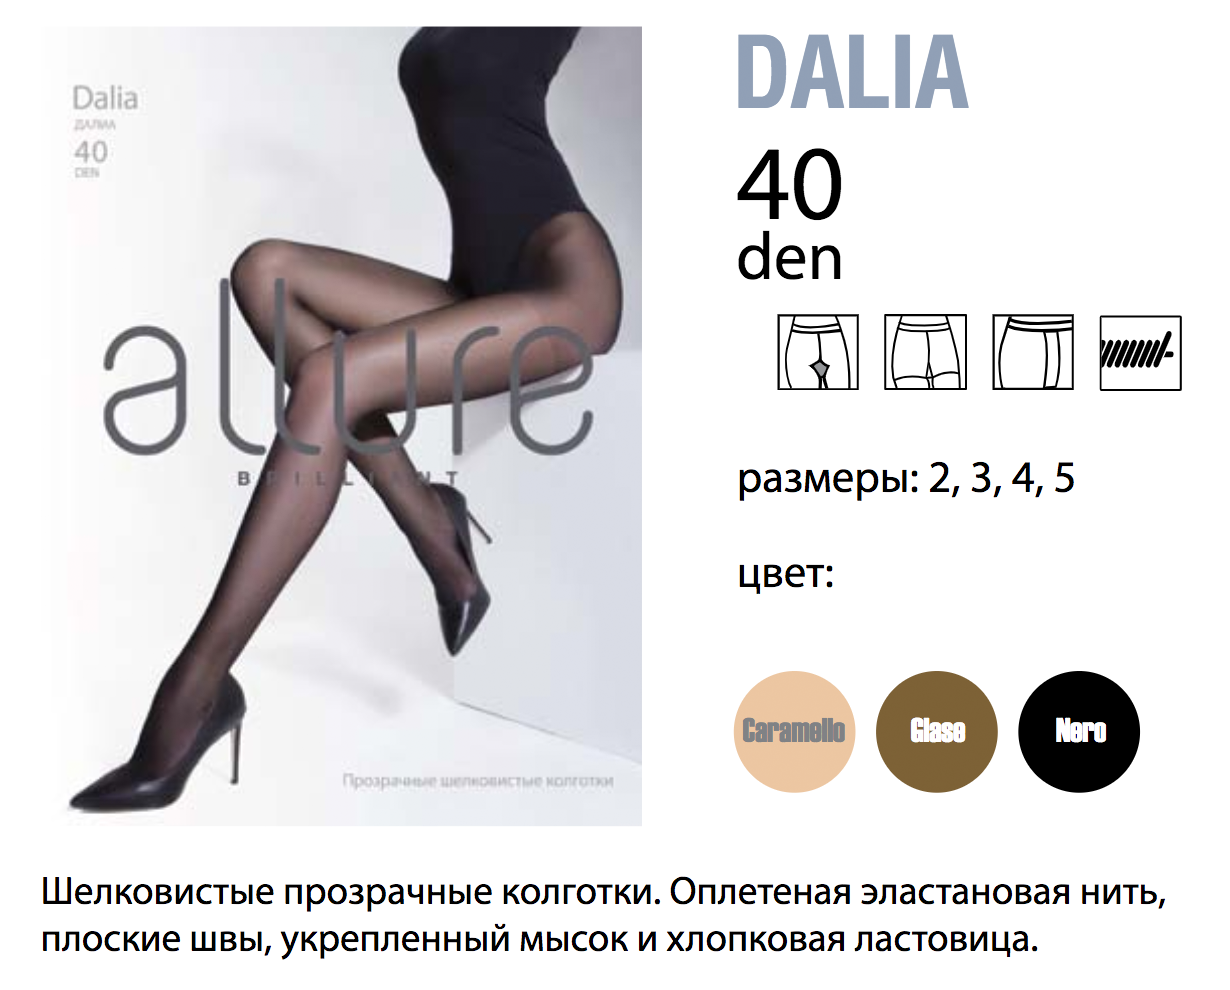 Dalia
ДАЛИА
40
DEN
allure
BRILLIANT
Прозрачные шелковистые колготки
DALIA
40
den
размеры: 2, 3, 4, 5
цвет:
Caramello
Glase
Nero
Шелковистые прозрачные колготки. Оплетеная эластановая нить,
плоские швы, укрепленный мысок и хлопковая ластовица.